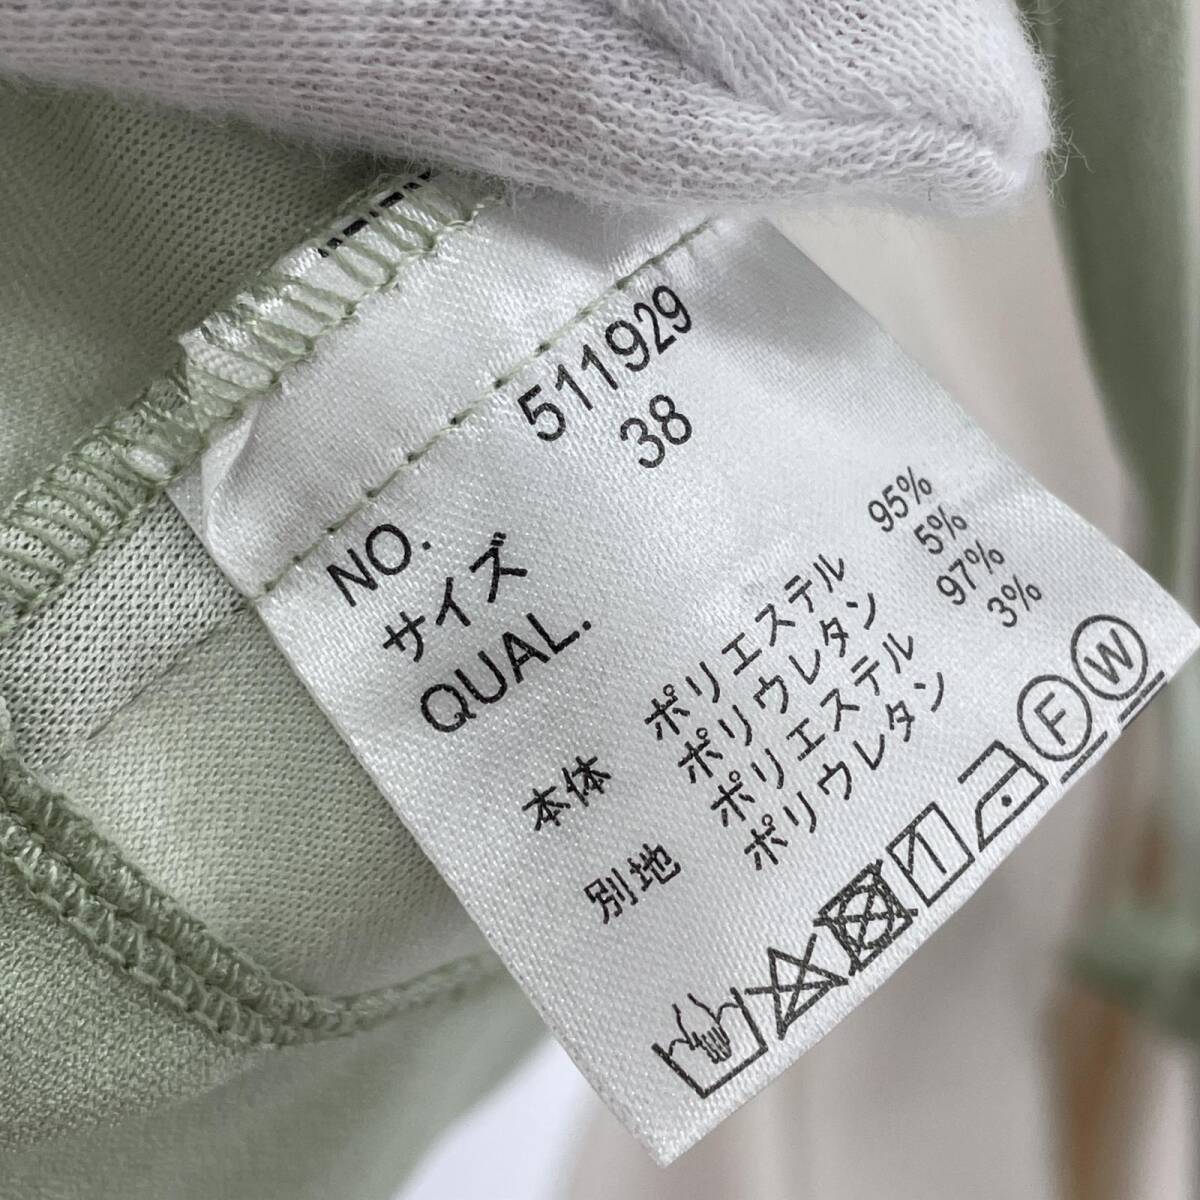 NO. 511929
サイズ 38
QUAL.
本体 ポリエステル 95%
ポリウレタン 5%
別地 ポリエステル 97%
ポリウレタン 3%
F W